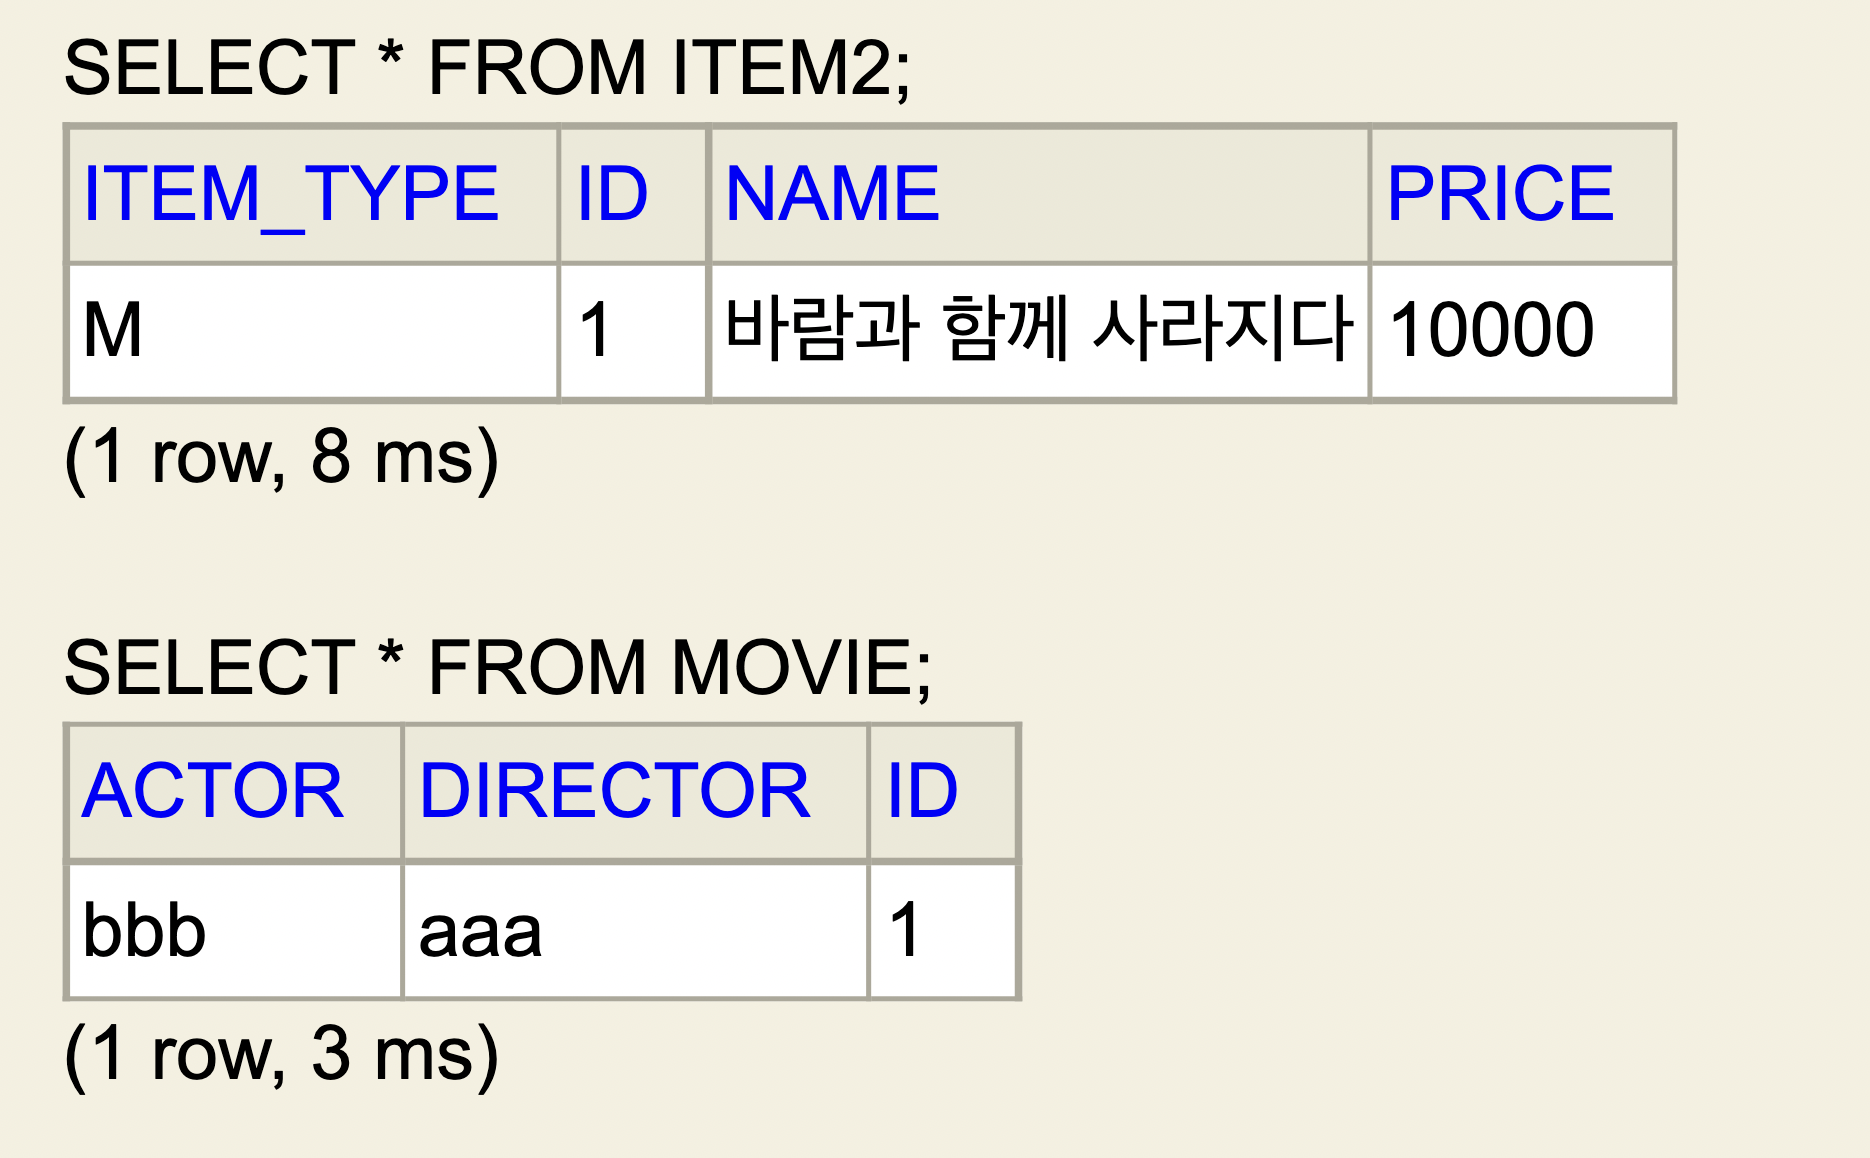 SELECT * FROM ITEM2;
ITEM_TYPE ID NAME PRICE
M 1 바람과 함께 사라지다 10000
(1 row, 8 ms)
SELECT * FROM MOVIE;
ACTOR DIRECTOR ID
bbb aaa 1
(1 row, 3 ms)